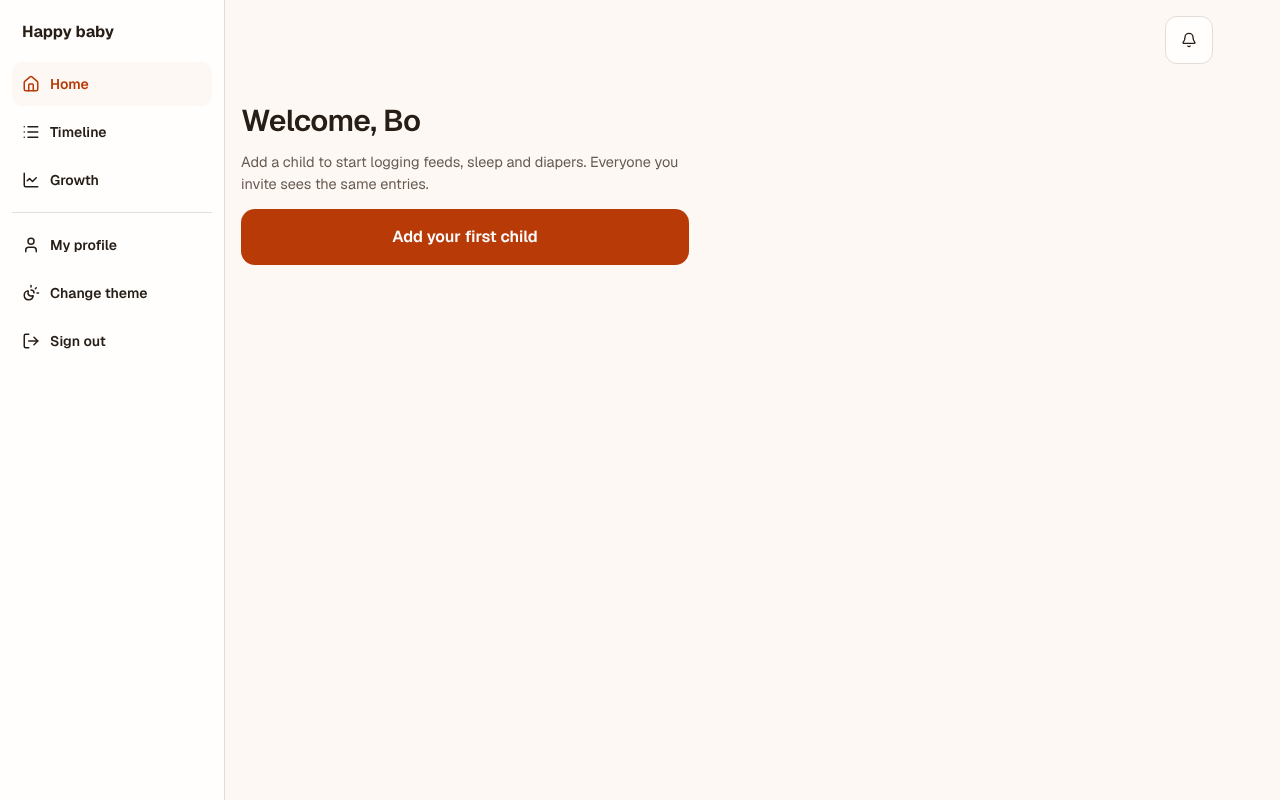 Happy baby
Home
Timeline
Growth
My profile
Change theme
Sign out
Welcome, Bo
Add a child to start logging feeds, sleep and diapers. Everyone you
invite sees the same entries.
Add your first child